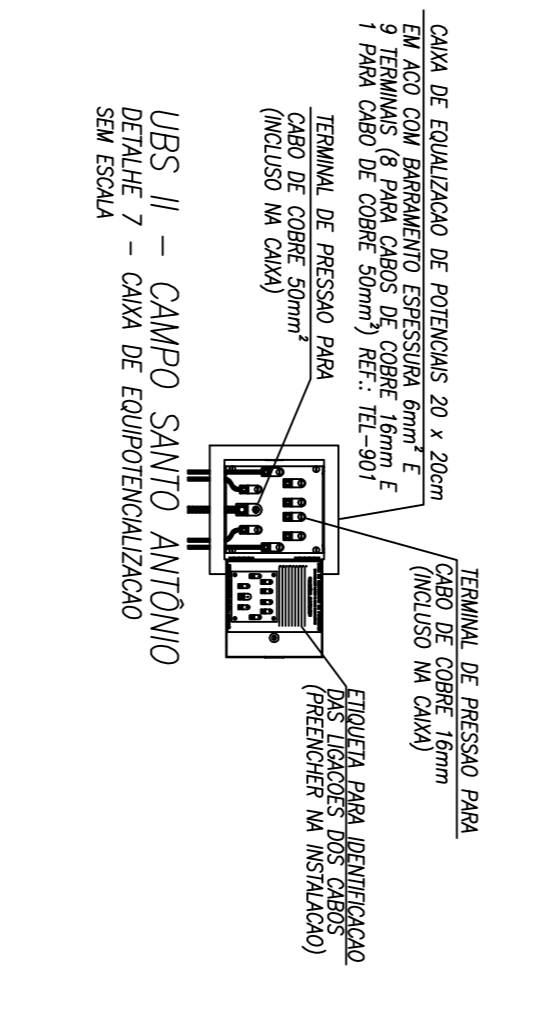 CAIXA DE EQUALIZACAO DE POTENCIAIS 20 x 20cm
EM ACO COM BARRAMENTO ESPESSURA 6mm² E
9 TERMINAIS (8 PARA CABOS DE COBRE 16mm E
1 PARA CABO DE COBRE 50mm²) REF.: TEL-901
TERMINAL DE PRESSAO PARA
CABO DE COBRE 16mm
(INCLUSO NA CAIXA)
TERMINAL DE PRESSAO PARA
CABO DE COBRE 50mm²
(INCLUSO NA CAIXA)
ETIQUETA PARA IDENTIFICACAO
DAS LIGACOES DOS CABOS
(PREENCHER NA INSTALACAO)
UBS II - CAMPO SANTO ANTÔNIO
DETALHE 7 - CAIXA DE EQUIPOTENCIALIZACAO
SEM ESCALA